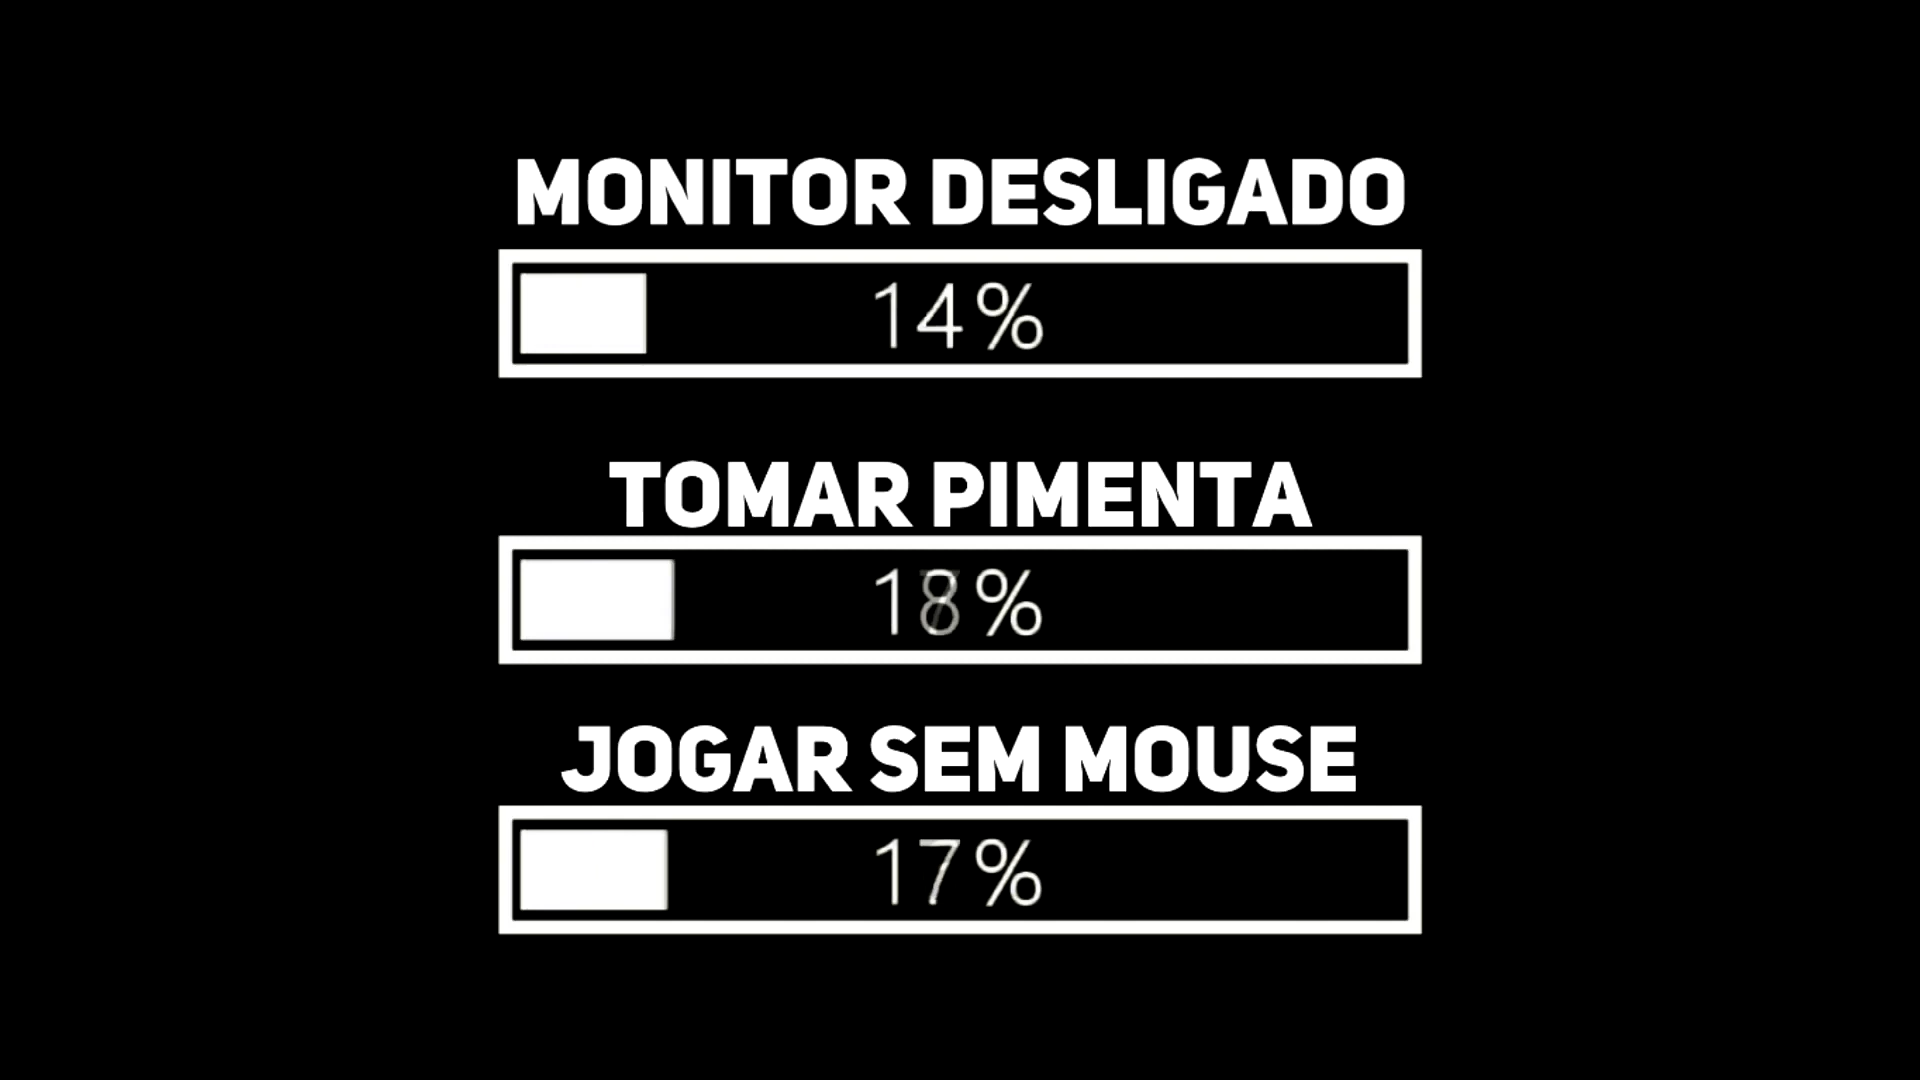 MONITOR DESLIGADO
14%
TOMAR PIMENTA
JOGAR SEM MOUSE
17%